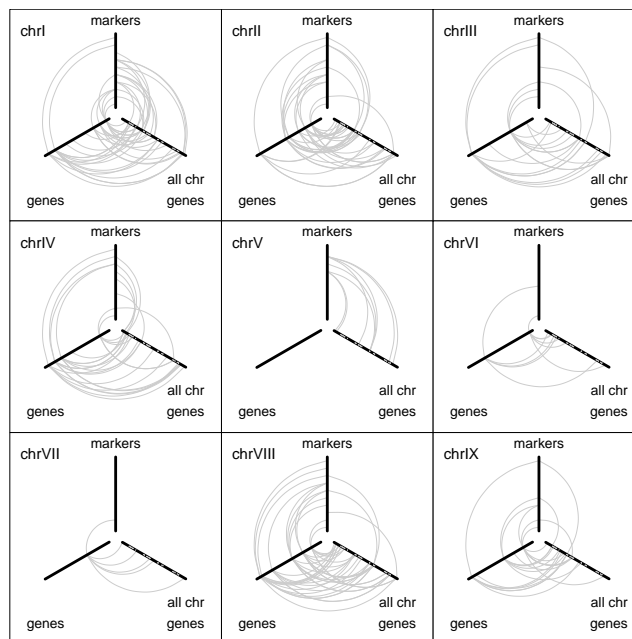 markers
chrI
genes
all chr
genes
markers
chrII
genes
all chr
genes
markers
chrIII
genes
all chr
genes
markers
chrIV
genes
all chr
genes
markers
chrV
genes
all chr
genes
markers
chrVI
genes
all chr
genes
markers
chrVII
genes
all chr
genes
markers
chrVIII
genes
all chr
genes
markers
chrIX
genes
all chr
genes